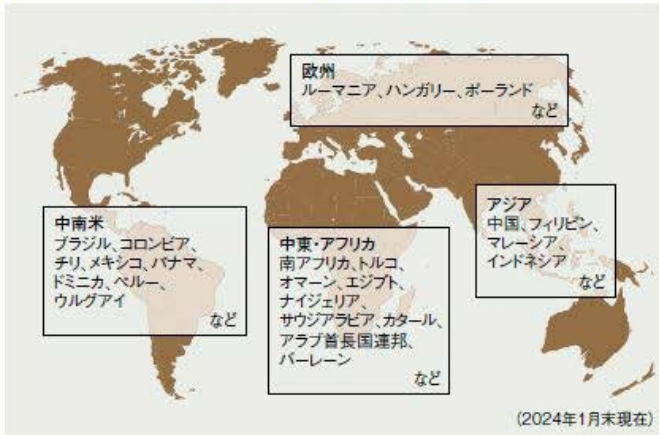 欧州
ルーマニア、ハンガリー、ポーランド
など
中南米
ブラジル、コロンビア、
チリ、メキシコ、パナマ、
ドミニカ、ペルー、
ウルグアイ
など
中東・アフリカ
南アフリカ、トルコ、
オマーン、エジプト、
ナイジェリア、
サウジアラビア、カタール、
アラブ首長国連邦、
バーレーン
など
アジア
中国、フィリピン、
マレーシア、
インドネシア
など
(2024年1月末現在)